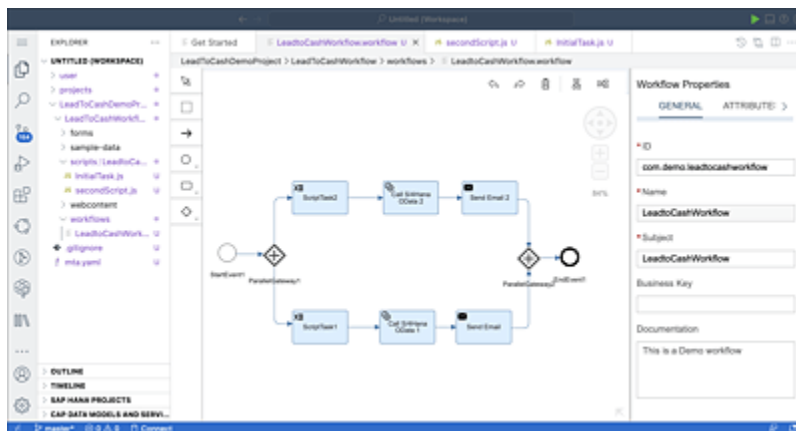 Untitled (Workspace)
EXPLORER
Get Started
LeadtoCashWorkflow.workflow U
secondScript.js U
InitialTask.js U
UNTITLED (WORKSPACE)
user
projects
LeadToCashDemoPr...
LeadToCashWorkfl...
forms
sample-data
scripts/LeadtoCa...
InitialTask.js U
secondScript.js U
webcontent
workflows
LeadtoCashWork... U
.gitignore U
mta.yaml U
OUTLINE
TIMELINE
SAP HANA PROJECTS
CAP DATA MODELS AND SERVI...
LeadtoCashDemoProject > LeadToCashWorkflow > workflows > LeadtoCashWorkflow.workflow
ScriptTask2
Call S/4Hana OData 2
Send Email 2
StartEvent1
ParallelGateway1
EndEvent1
ScriptTask1
Call S/4Hana OData 1
Send Email
Workflow Properties
GENERAL
ATTRIBUTES
*ID
com.demo.leadtocashworkflow
*Name
LeadtoCashWorkflow
*Subject
LeadtoCashWorkflow
Business Key
Documentation
This is a Demo workflow
master*
Connect